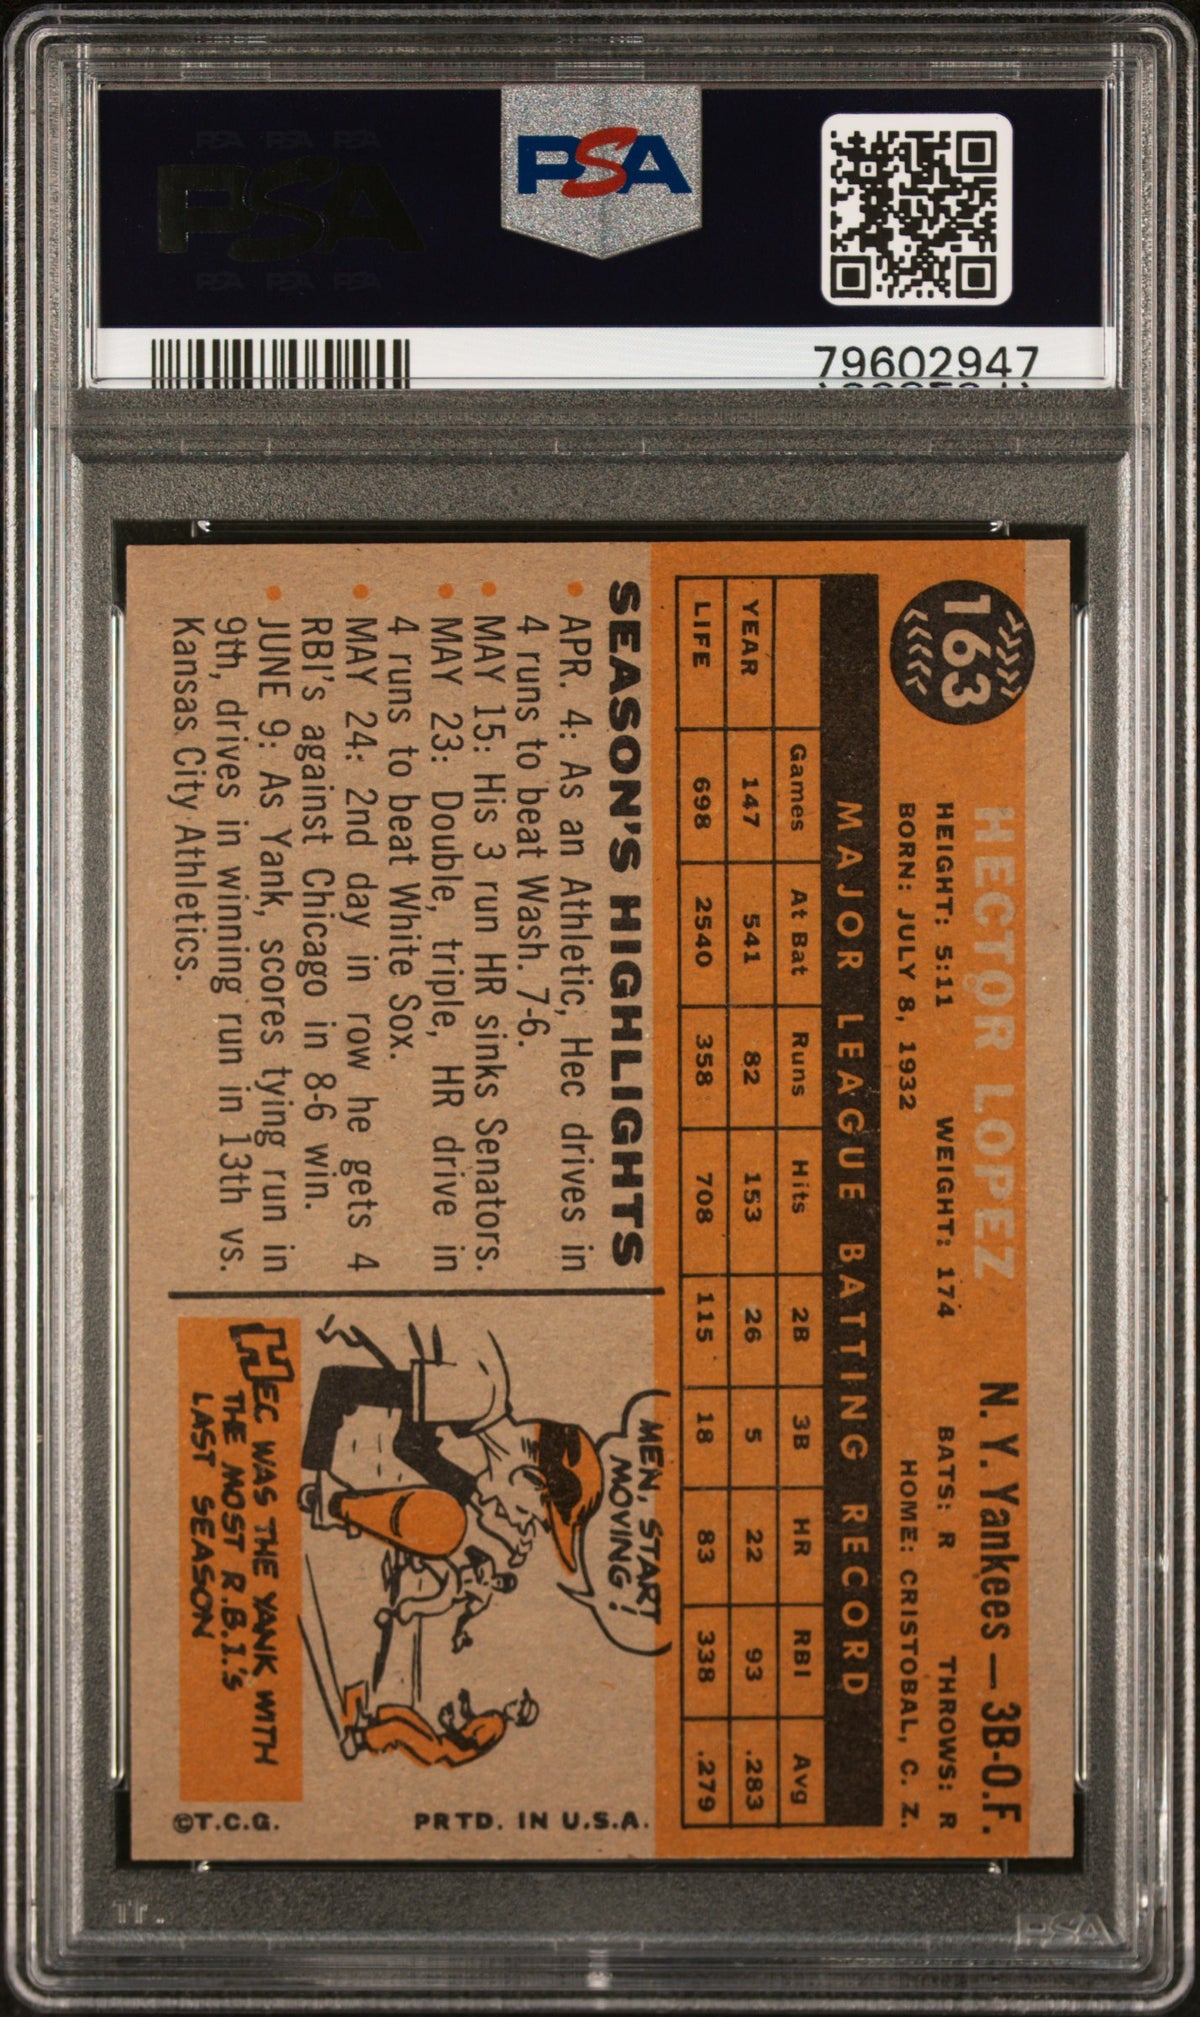 PSA PSA PSA
PSA
PSA PSA PSA
PSA
79602947
163
HECTOR LOPEZ
N. Y. Yankees — 3B-O.F.
HEIGHT: 5:11 WEIGHT: 174 BATS: R THROWS: R
BORN: JULY 8, 1932 HOME: CRISTOBAL, C. Z.
MAJOR LEAGUE BATTING RECORD
Games At Bat Runs Hits 2B 3B HR RBI Avg
YEAR 147 541 82 153 26 5 22 93 .283
LIFE 698 2540 358 708 115 18 83 338 .279
SEASON'S HIGHLIGHTS
• APR. 4: As an Athletic, Hec drives in
4 runs to beat Wash. 7-6.
• MAY 15: His 3 run HR sinks Senators.
• MAY 23: Double, triple, HR drive in
4 runs to beat White Sox.
• MAY 24: 2nd day in row he gets 4
RBI's against Chicago in 8-6 win.
• JUNE 9: As Yank, scores tying run in
9th, drives in winning run in 13th vs.
Kansas City Athletics.
MEN, START
MOVING!
HEC WAS THE YANK WITH
THE MOST R.B.I.'s
LAST SEASON
©T.C.G. PRTD. IN U.S.A.
PSA